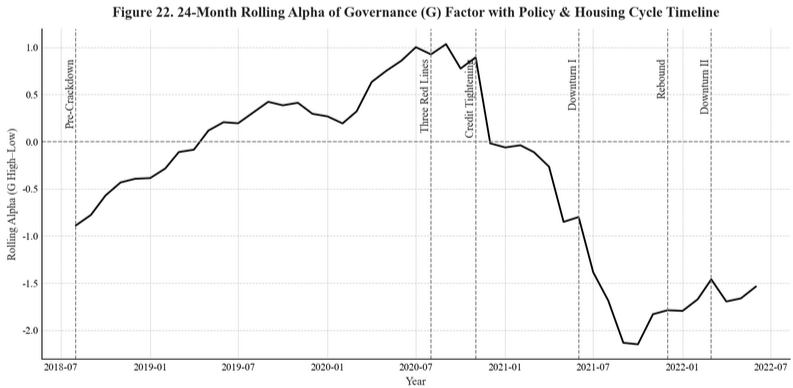 Figure 22. 24-Month Rolling Alpha of Governance (G) Factor with Policy & Housing Cycle Timeline
Rolling Alpha (G High–Low)
1.0
0.5
0.0
-0.5
-1.0
-1.5
-2.0
Pre-Crackdown
Three Red Lines
Credit Tightening
Downturn I
Rebound
Downturn II
2018-07
2019-01
2019-07
2020-01
2020-07
2021-01
2021-07
2022-01
2022-07
Year